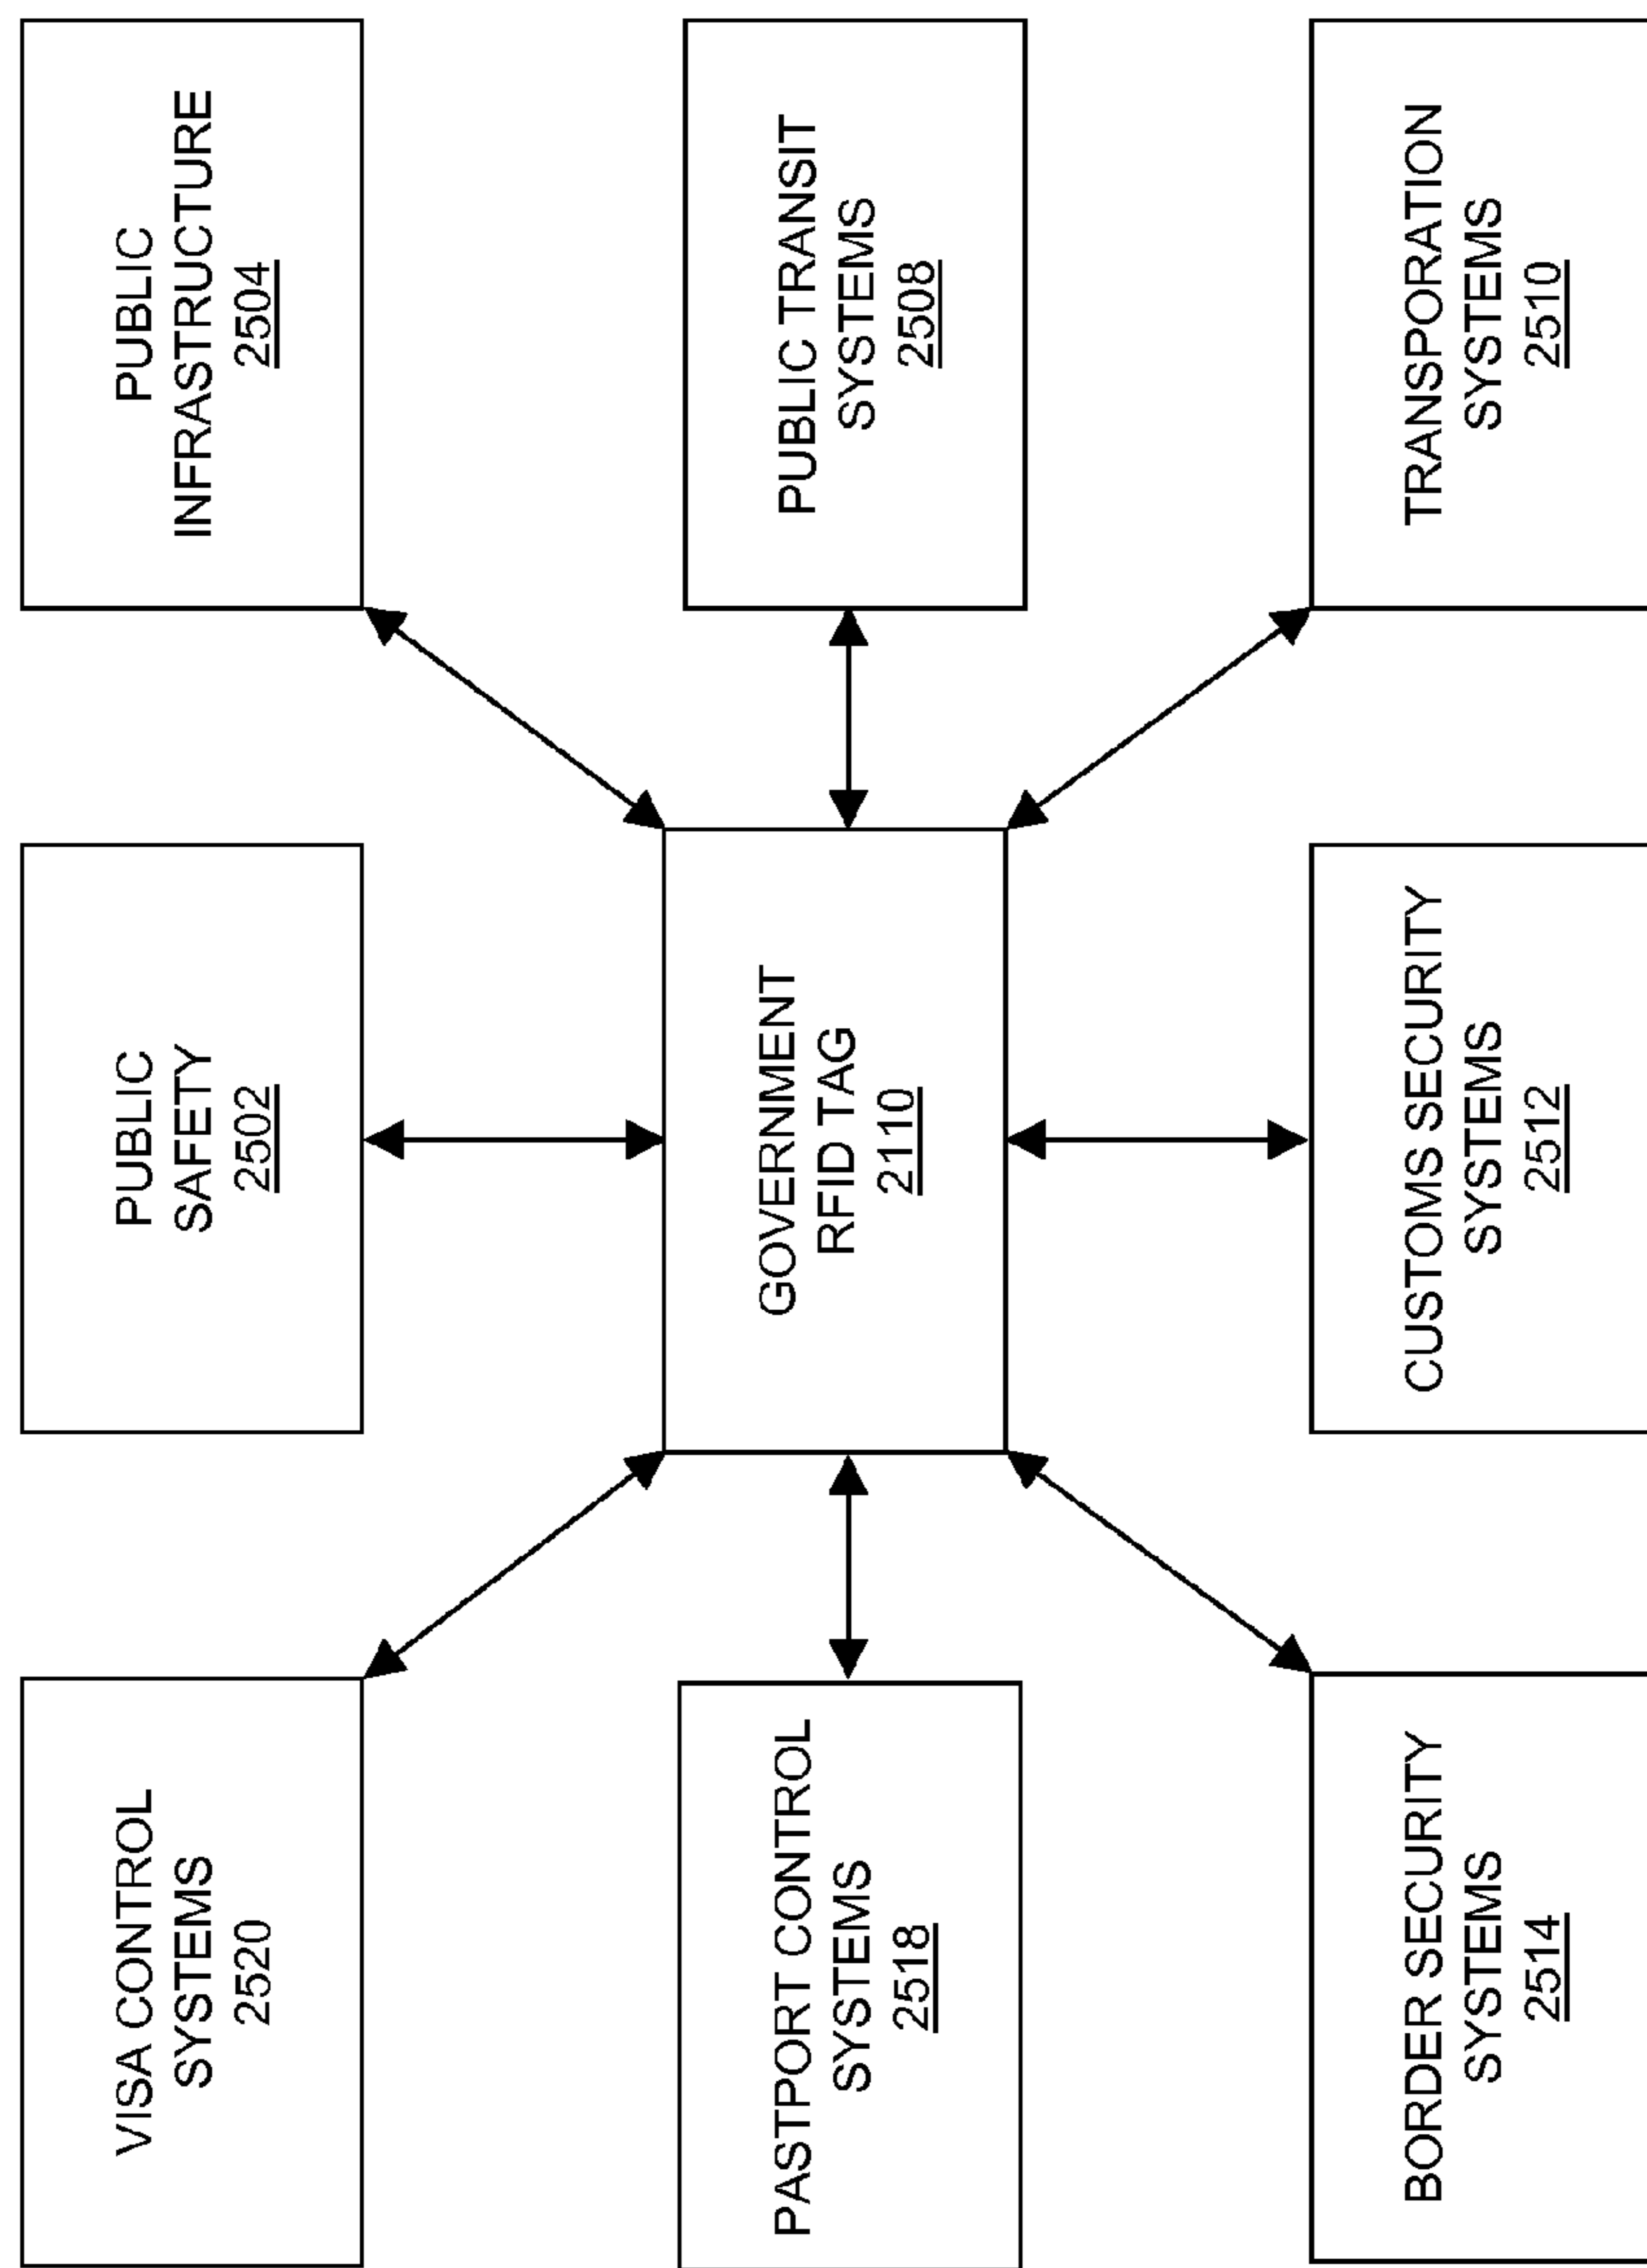 VISA CONTROL
SYSTEMS
2520
PUBLIC
SAFETY
2502
PUBLIC
INFRASTRUCTURE
2504
PASTPORT CONTROL
SYSTEMS
2518
GOVERNMENT
RFID TAG
2110
PUBLIC TRANSIT
SYSTEMS
2508
BORDER SECURITY
SYSTEMS
2514
CUSTOMS SECURITY
SYSTEMS
2512
TRANSPORATION
SYSTEMS
2510